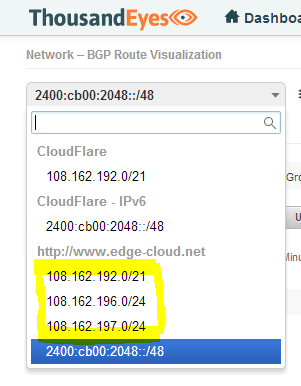 ThousandEyes
Dashboa
Network – BGP Route Visualization
2400:cb00:2048::/48
CloudFlare
108.162.192.0/21
Gro
CloudFlare - IPv6
2400:cb00:2048::/48
U
http://www.edge-cloud.net
Minu
108.162.192.0/21
108.162.196.0/24
108.162.197.0/24
2400:cb00:2048::/48